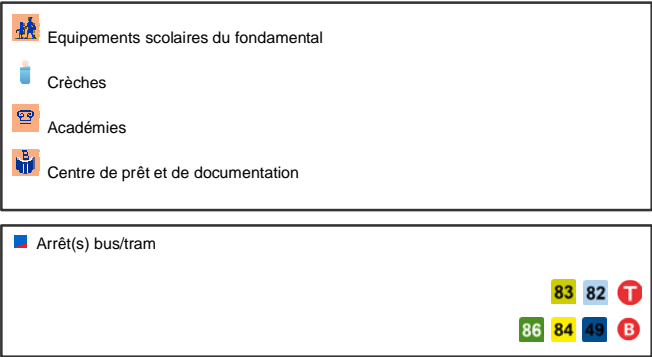 Equipements scolaires du fondamental
Crèches
Académies
B
Centre de prêt et de documentation
Arrêt(s) bus/tram
83 82 T
86 84 49 B